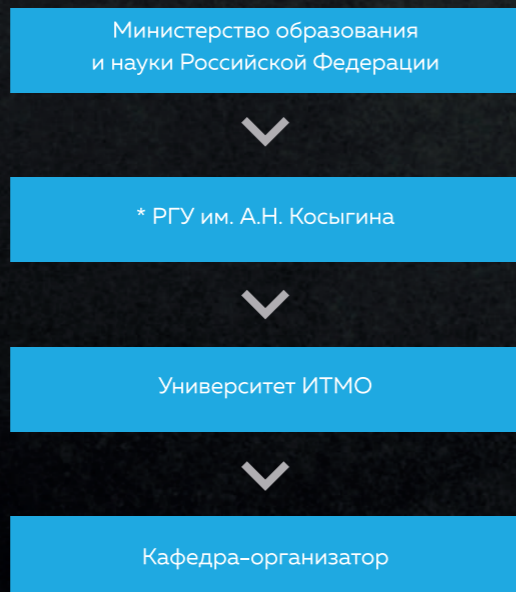 Министерство образования
и науки Российской Федерации
* РГУ им. А.Н. Косыгина
Университет ИТМО
Кафедра-организатор